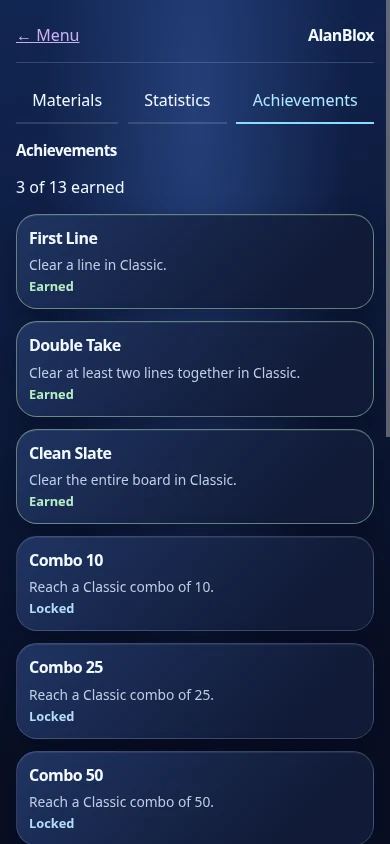 ← Menu
AlanBlox
Materials
Statistics
Achievements
Achievements
3 of 13 earned
First Line
Clear a line in Classic.
Earned
Double Take
Clear at least two lines together in Classic.
Earned
Clean Slate
Clear the entire board in Classic.
Earned
Combo 10
Reach a Classic combo of 10.
Locked
Combo 25
Reach a Classic combo of 25.
Locked
Combo 50
Reach a Classic combo of 50.
Locked